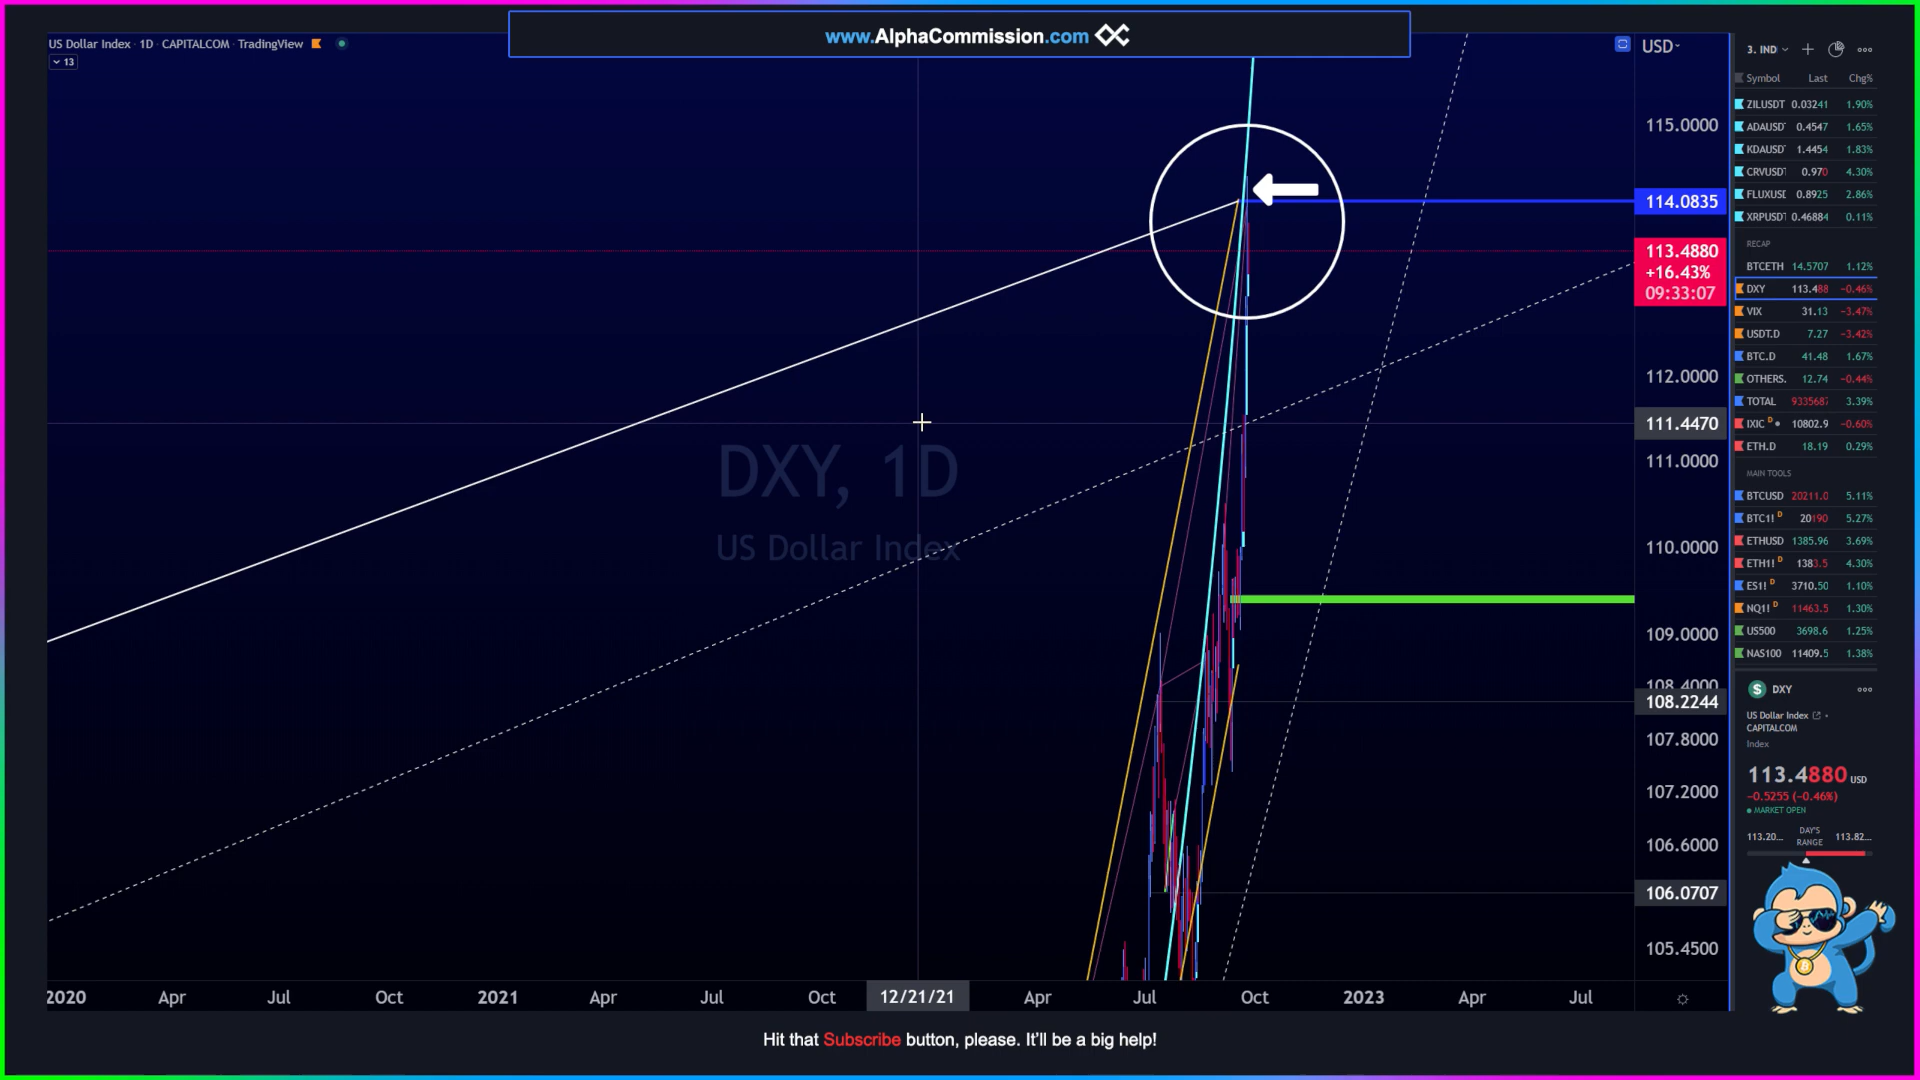 www.AlphaCommission.com
US Dollar Index · 1D · CAPITALCOM · TradingView
13
USD
115.0000
114.0835
113.4880
+16.43%
09:33:07
112.0000
111.4470
111.0000
110.0000
109.0000
108.4000
108.2244
107.8000
107.2000
106.6000
106.0707
105.4500
DXY, 1D
US Dollar Index
2020 Apr Jul Oct 2021 Apr Jul Oct 12/21/21 Apr Jul Oct 2023 Apr Jul
3. IND
Symbol Last Chg%
ZILUSDT 0.03241 1.90%
ADAUSD 0.4547 1.65%
KDAUSD 1.4454 1.83%
CRVUSD 0.970 4.30%
FLUXUSD 0.8925 2.86%
XRPUSD 0.46884 0.11%
RECAP
BTCETH 14.5707 1.12%
DXY 113.488 −0.46%
VIX 31.13 −3.47%
USDT.D 7.27 −3.42%
BTC.D 41.48 1.67%
OTHERS. 12.74 −0.44%
TOTAL 9335687 3.39%
IXIC D 10802.9 −0.60%
ETH.D 18.19 0.29%
MAIN TOOLS
BTCUSD 20211.0 5.11%
BTC1! D 20190 5.27%
ETHUSD 1385.96 3.69%
ETH1! D 1383.5 4.30%
ES1! D 3710.50 1.10%
NQ1! D 11463.5 1.30%
US500 3698.6 1.25%
NAS100 11409.5 1.38%
$ DXY
US Dollar Index
CAPITALCOM
Index
113.4880 USD
−0.5255 (−0.46%)
MARKET OPEN
113.20... DAY'S RANGE 113.82...
Hit that Subscribe button, please. It'll be a big help!